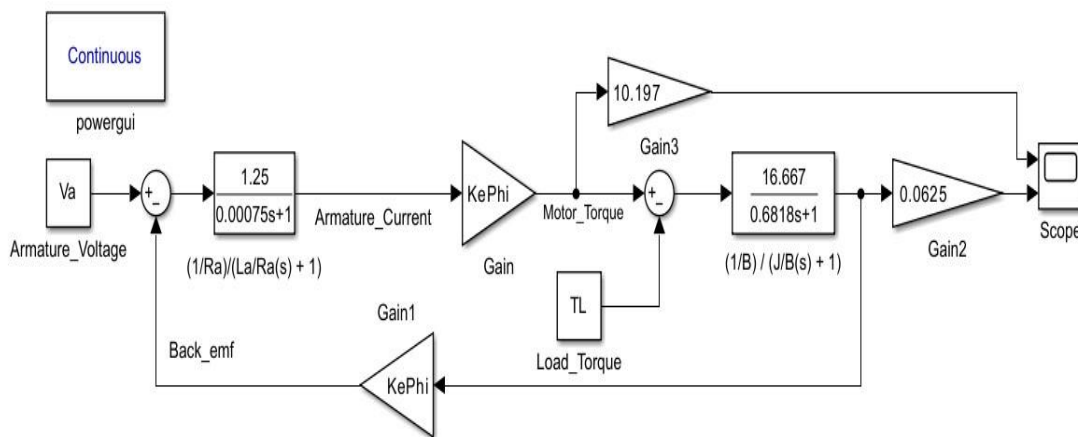 Continuous
powergui
10.197
Gain3
Va
Armature_Voltage
+
-
1.25
0.00075s+1
(1/Ra)/(La/Ra(s) + 1)
Armature_Current
KePhi
Gain
Motor_Torque
+
-
16.667
0.6818s+1
(1/B) / (J/B(s) + 1)
0.0625
Gain2
Scope
TL
Load_Torque
Gain1
KePhi
Back_emf